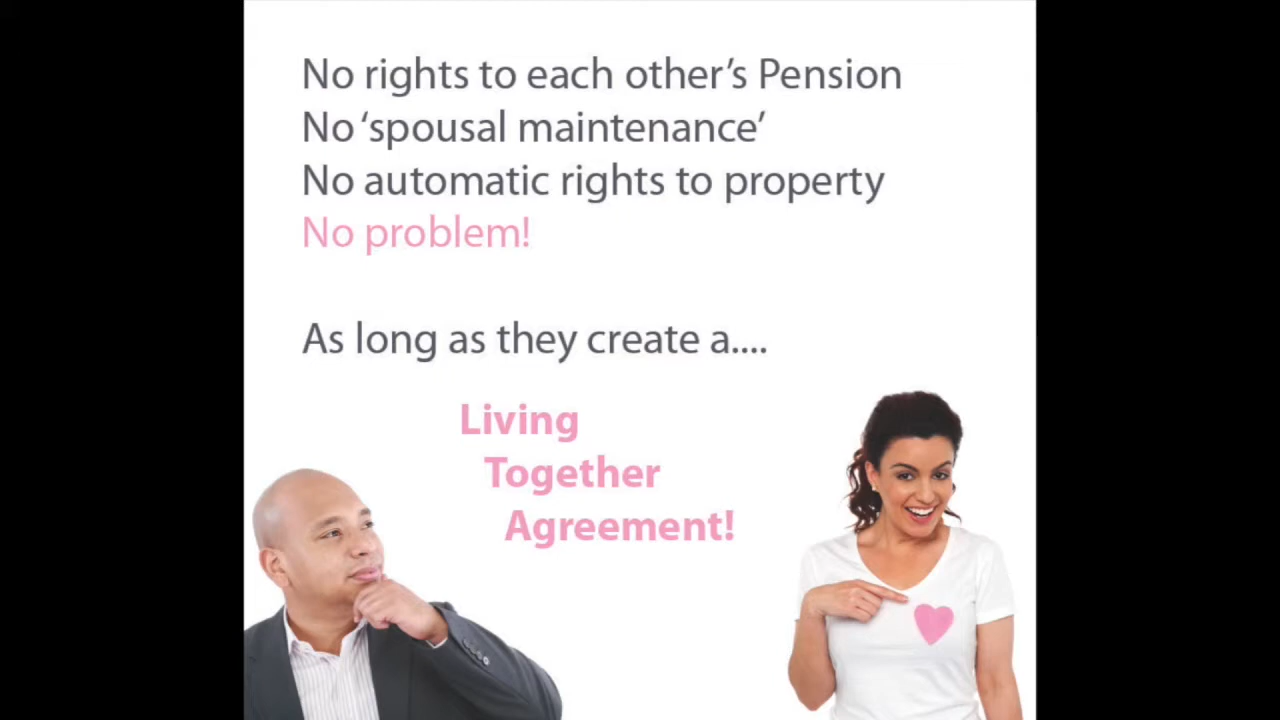 No rights to each other’s Pension
No ‘spousal maintenance’
No automatic rights to property
No problem!
As long as they create a....
Living
Together
Agreement!